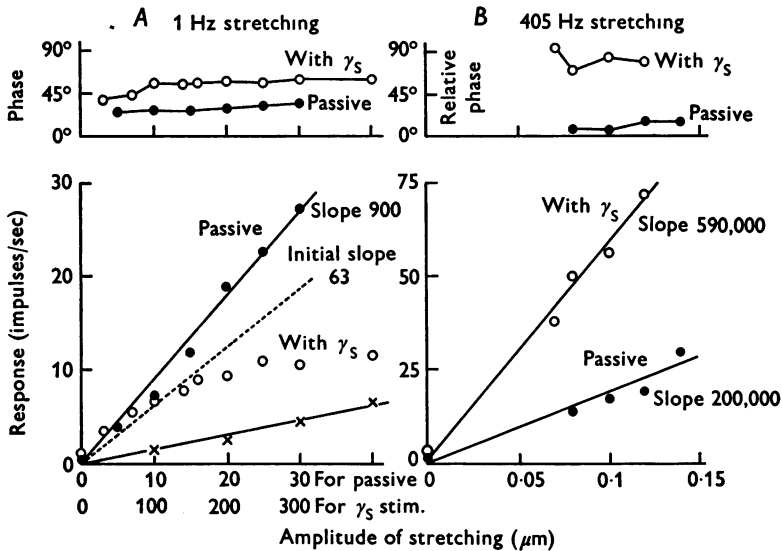 A 1 Hz stretching
B 405 Hz stretching
Phase
90°
45°
0°
With γS
Passive
Relative phase
90°
45°
0°
With γS
Passive
Response (impulses/sec)
30
20
10
0
Passive
Slope 900
Initial slope
63
With γS
0 10 20 30 For passive
0 100 200 300 For γS stim.
75
50
25
0
With γS
Slope 590,000
Passive
Slope 200,000
0 0·05 0·1 0·15
Amplitude of stretching (μm)